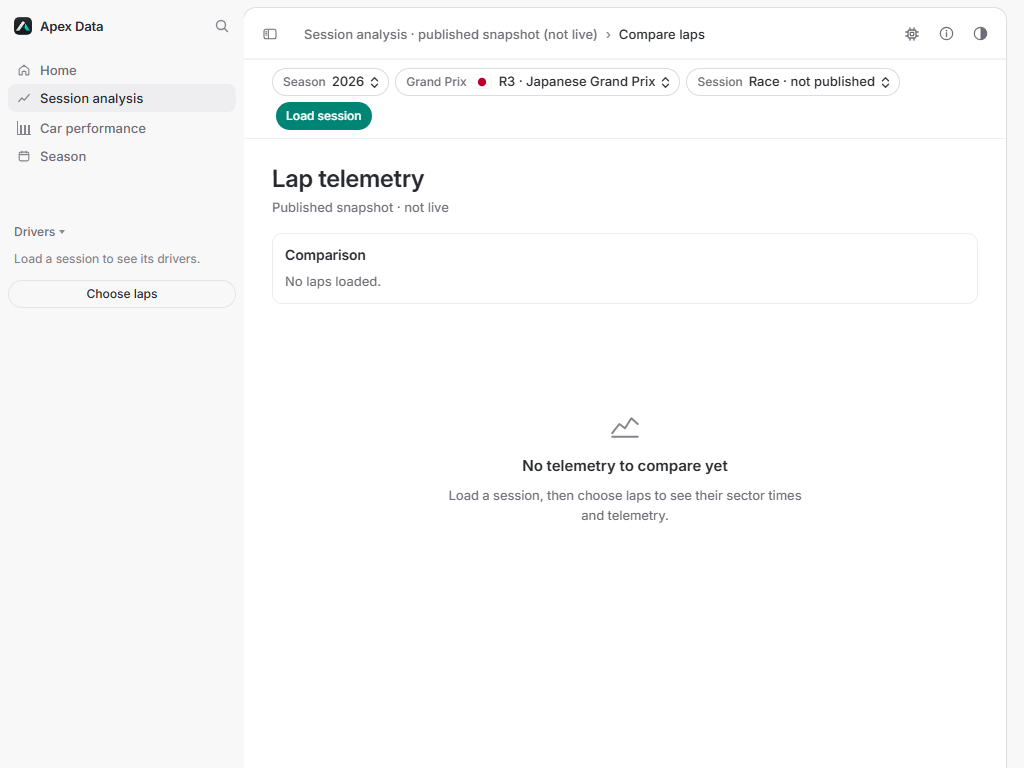 Apex Data
Home
Session analysis
Car performance
Season
Drivers
Load a session to see its drivers.
Choose laps
Session analysis · published snapshot (not live) › Compare laps
Season 2026
Grand Prix R3 · Japanese Grand Prix
Session Race · not published
Load session
Lap telemetry
Published snapshot · not live
Comparison
No laps loaded.
No telemetry to compare yet
Load a session, then choose laps to see their sector times
and telemetry.